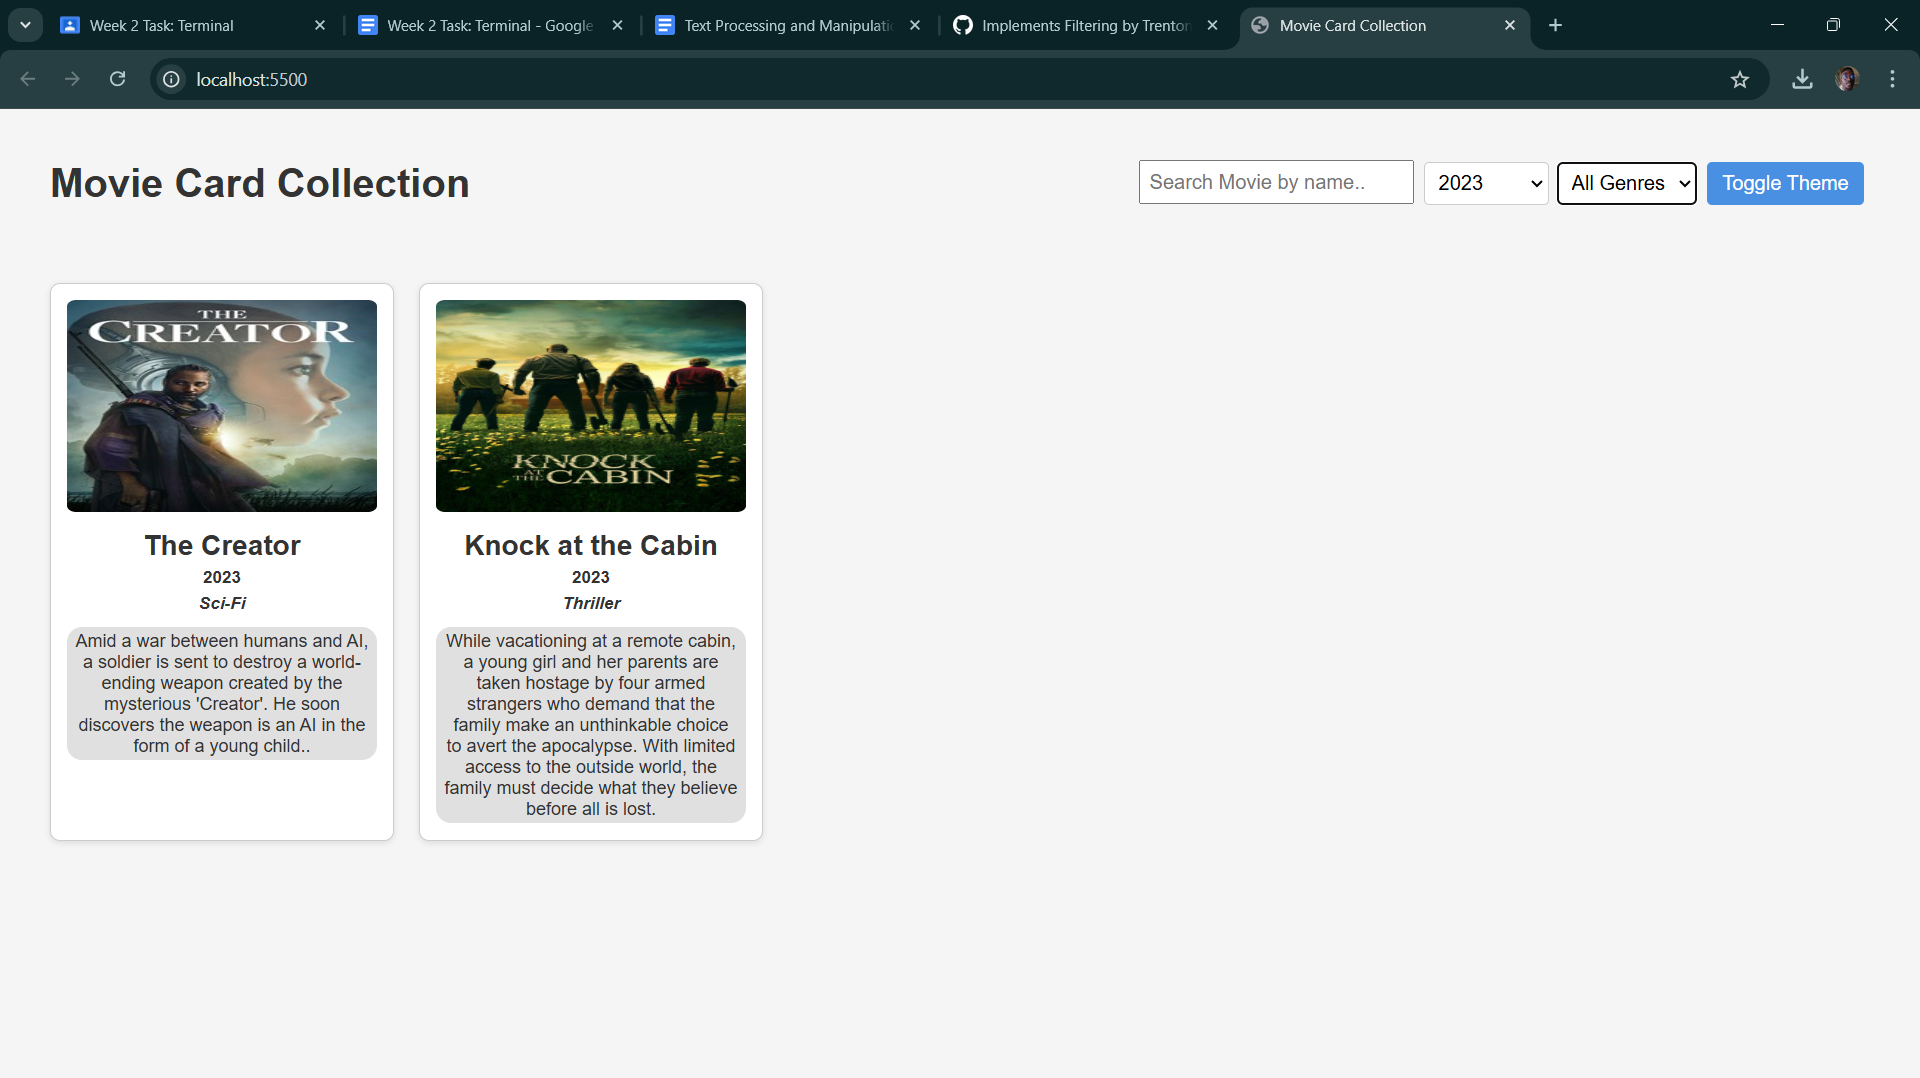 Week 2 Task: Terminal
Week 2 Task: Terminal - Google
Text Processing and Manipulati
Implements Filtering by Trenton
Movie Card Collection
localhost:5500
Movie Card Collection
Search Movie by name..
2023
All Genres
Toggle Theme
THE
CREATOR
The Creator
2023
Sci-Fi
Amid a war between humans and AI,
a soldier is sent to destroy a world-
ending weapon created by the
mysterious 'Creator'. He soon
discovers the weapon is an AI in the
form of a young child..
KNOCK
AT
THE CABIN
Knock at the Cabin
2023
Thriller
While vacationing at a remote cabin,
a young girl and her parents are
taken hostage by four armed
strangers who demand that the
family make an unthinkable choice
to avert the apocalypse. With limited
access to the outside world, the
family must decide what they believe
before all is lost.